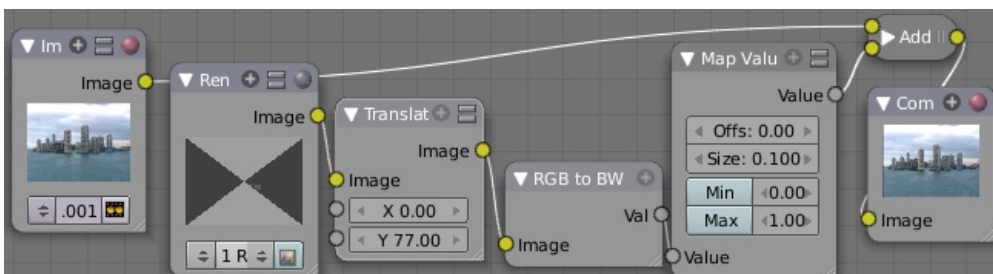 Im
Image
.001
Ren
Image
1 R
Translat
Image
Image
X 0.00
Y 77.00
RGB to BW
Val
Image
Map Valu
Value
Offs: 0.00
Size: 0.100
Min 0.00
Max 1.00
Value
Add
Com
Image